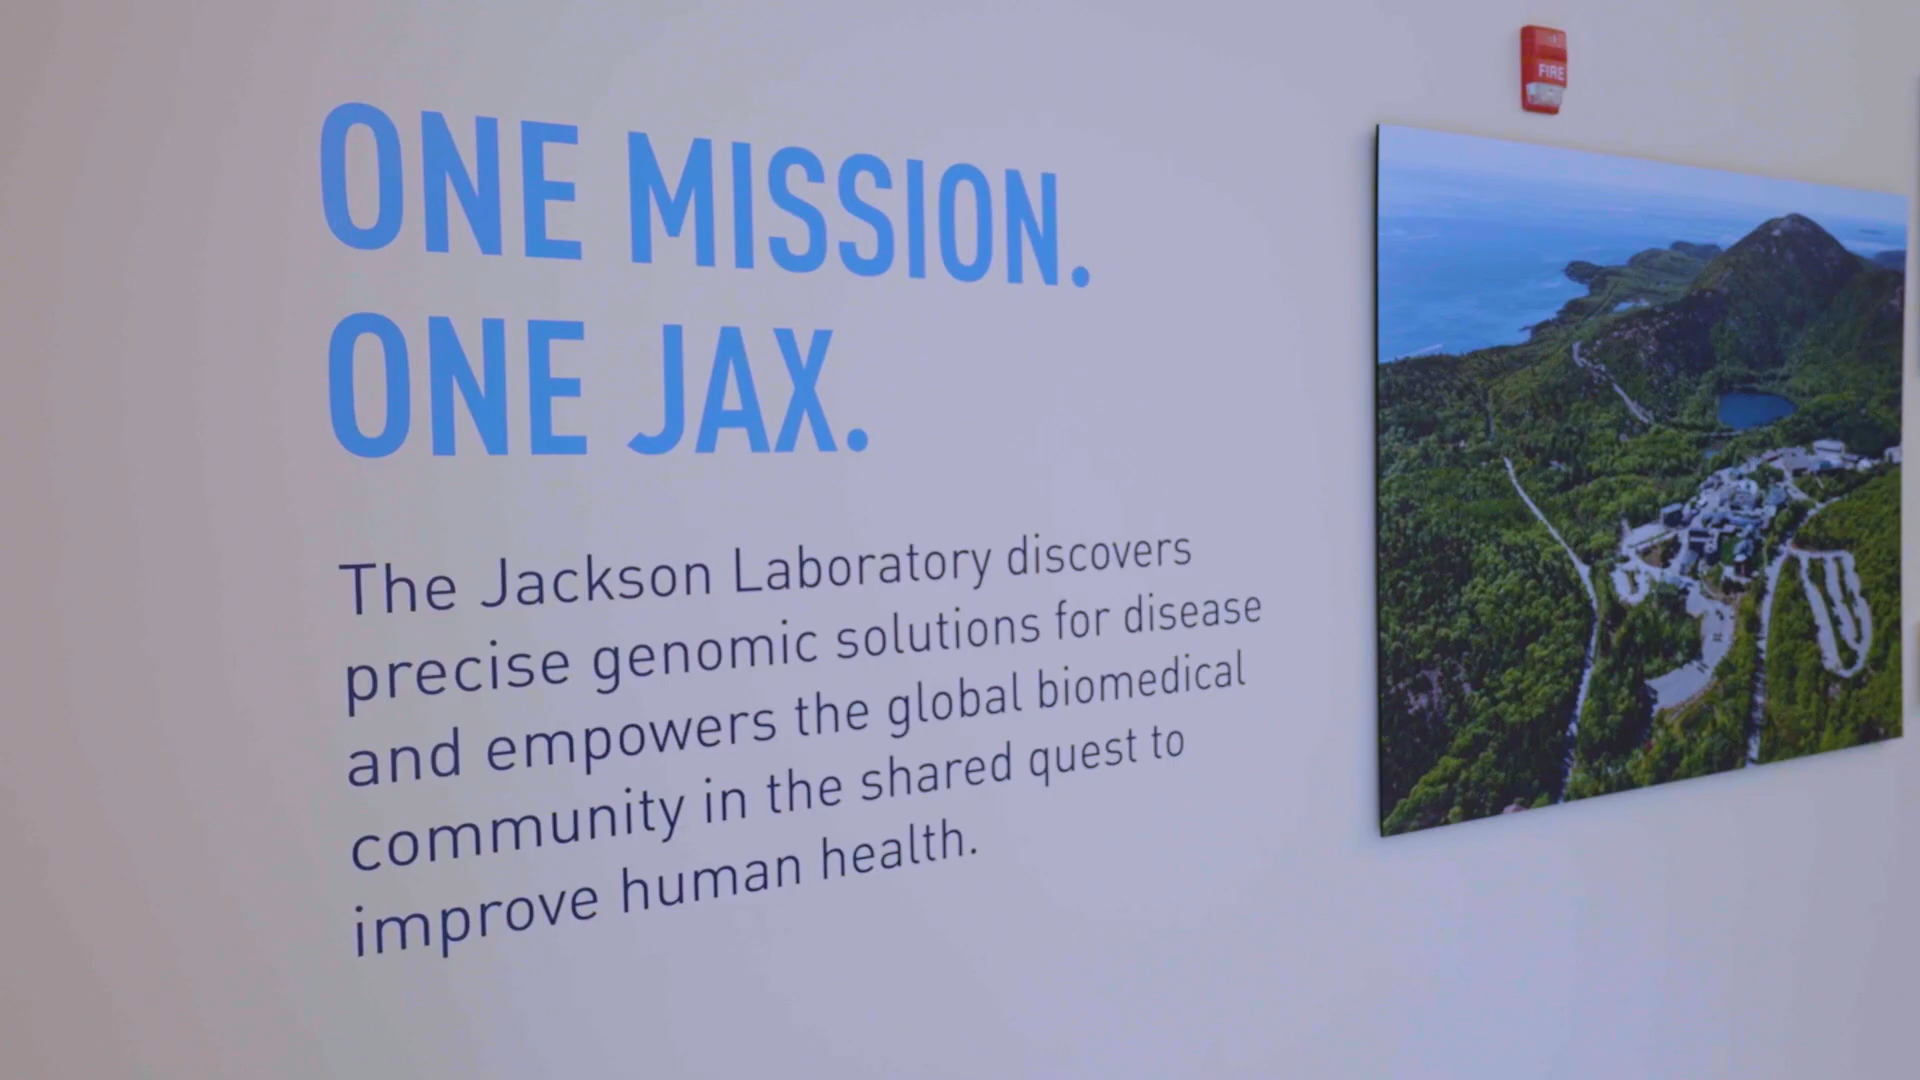 ONE MISSION.
ONE JAX.
The Jackson Laboratory discovers
precise genomic solutions for disease
and empowers the global biomedical
community in the shared quest to
improve human health.
FIRE